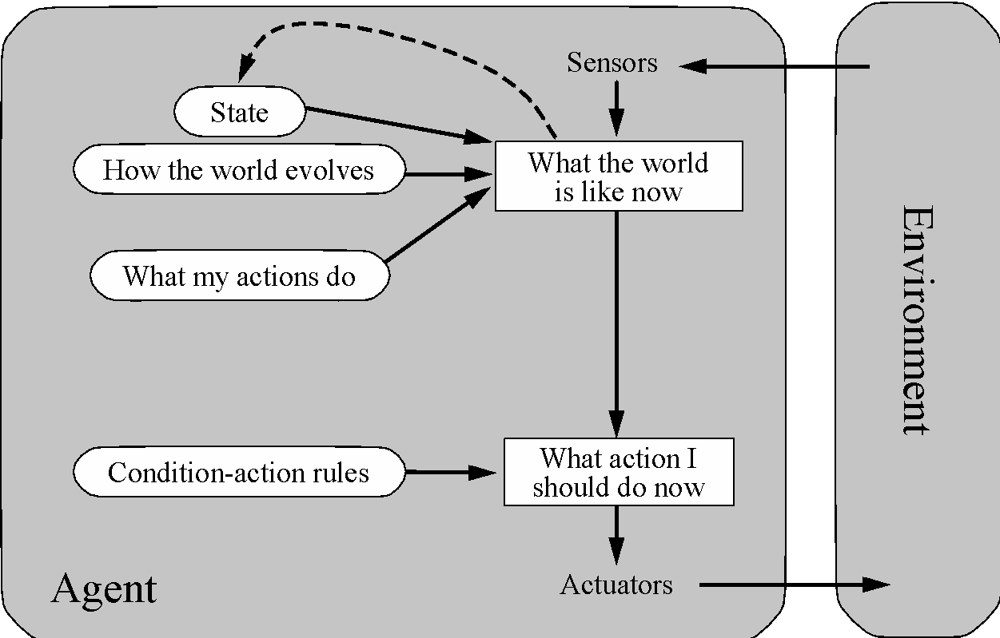 Sensors
State
What the world
is like now
How the world evolves
What my actions do
Environment
Condition-action rules
What action I
should do now
Agent
Actuators